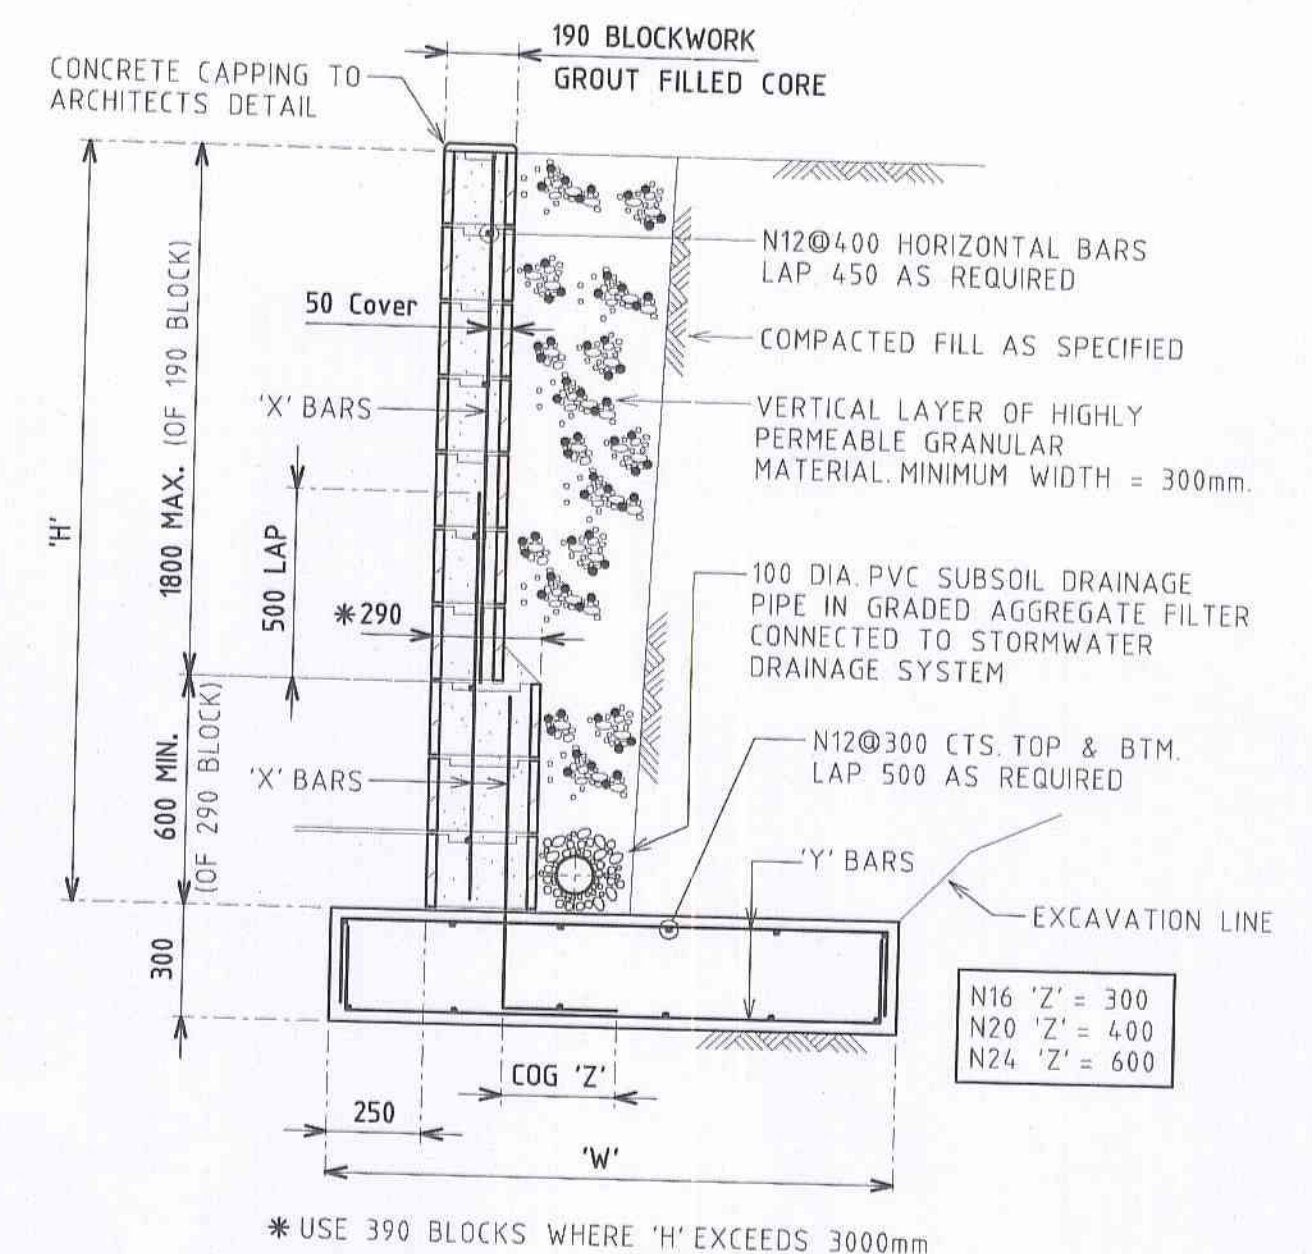 190 BLOCKWORK
GROUT FILLED CORE
CONCRETE CAPPING TO
ARCHITECTS DETAIL
N12@400 HORIZONTAL BARS
LAP 450 AS REQUIRED
50 Cover
COMPACTED FILL AS SPECIFIED
'X' BARS
VERTICAL LAYER OF HIGHLY
PERMEABLE GRANULAR
MATERIAL. MINIMUM WIDTH = 300mm.
'H'
1800 MAX. (OF 190 BLOCK)
500 LAP
*290
100 DIA. PVC SUBSOIL DRAINAGE
PIPE IN GRADED AGGREGATE FILTER
CONNECTED TO STORMWATER
DRAINAGE SYSTEM
600 MIN.
(OF 290 BLOCK)
'X' BARS
N12@300 CTS. TOP & BTM.
LAP 500 AS REQUIRED
'Y' BARS
EXCAVATION LINE
300
N16 'Z' = 300
N20 'Z' = 400
N24 'Z' = 600
COG 'Z'
250
'W'
* USE 390 BLOCKS WHERE 'H' EXCEEDS 3000mm